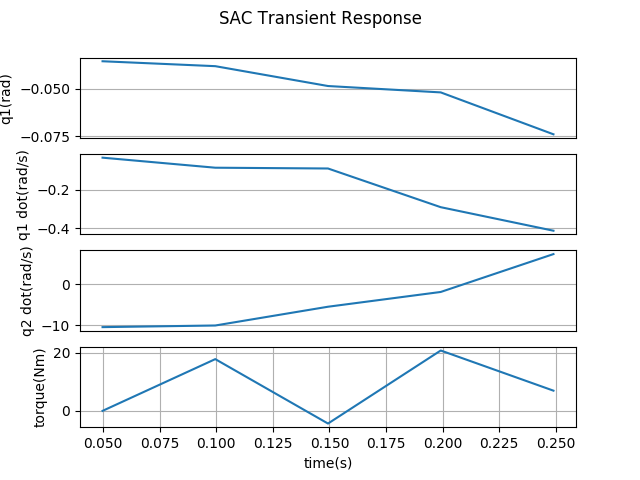 SAC Transient Response
q1(rad)
−0.050
−0.075
q1 dot(rad/s)
−0.2
−0.4
q2 dot(rad/s)
0
−10
torque(Nm)
20
0
0.050 0.075 0.100 0.125 0.150 0.175 0.200 0.225 0.250
time(s)